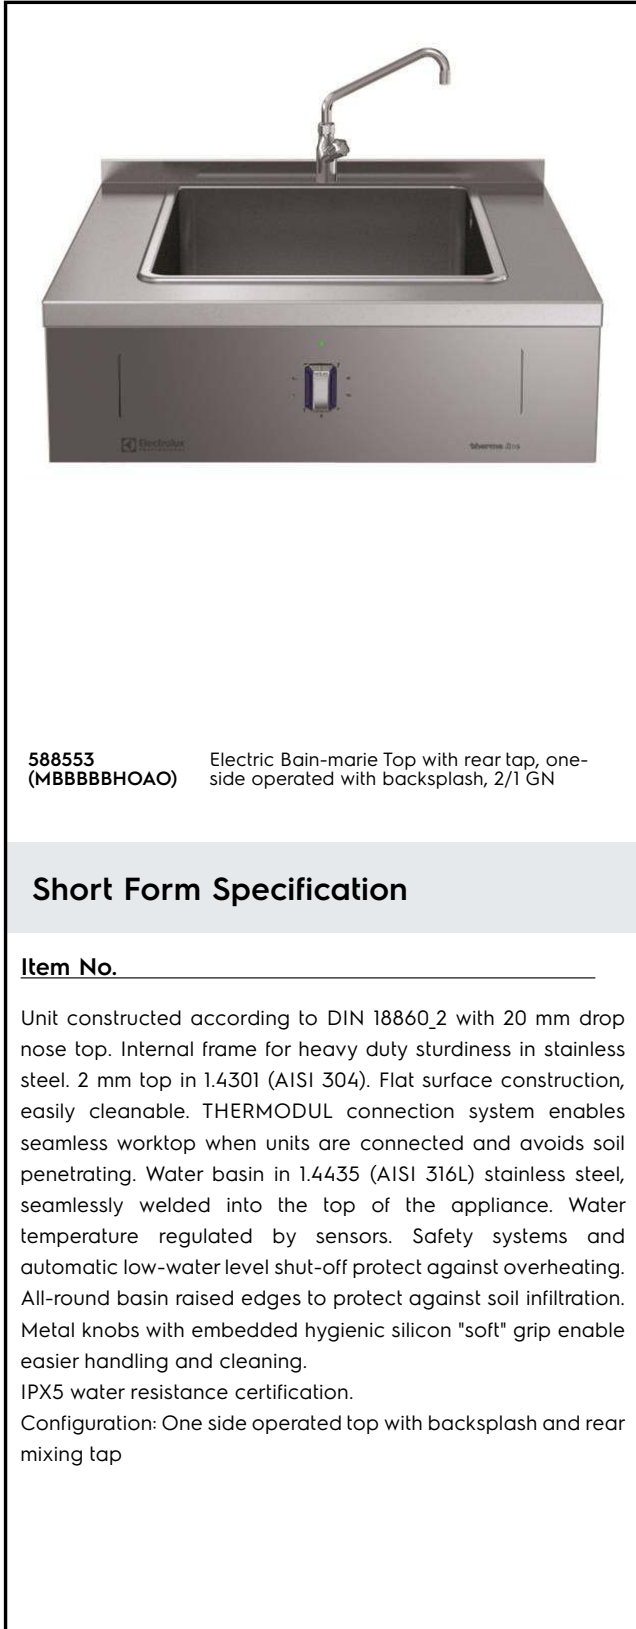 Electrolux
PROFESSIONAL
588553
(MBBBBBHOAO)
Electric Bain-marie Top with rear tap, one-
side operated with backsplash, 2/1 GN
Short Form Specification
Item No.
Unit constructed according to DIN 18860_2 with 20 mm drop
nose top. Internal frame for heavy duty sturdiness in stainless
steel. 2 mm top in 1.4301 (AISI 304). Flat surface construction,
easily cleanable. THERMODUL connection system enables
seamless worktop when units are connected and avoids soil
penetrating. Water basin in 1.4435 (AISI 316L) stainless steel,
seamlessly welded into the top of the appliance. Water
temperature regulated by sensors. Safety systems and
automatic low-water level shut-off protect against overheating.
All-round basin raised edges to protect against soil infiltration.
Metal knobs with embedded hygienic silicon "soft" grip enable
easier handling and cleaning.
IPX5 water resistance certification.
Configuration: One side operated top with backsplash and rear
mixing tap